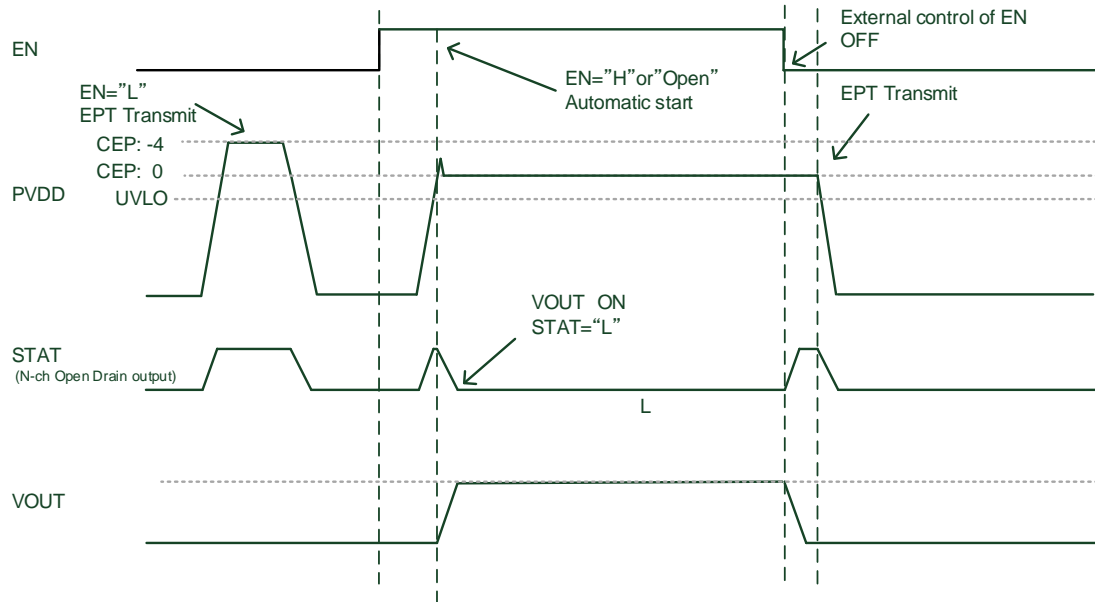 External control of EN
OFF
EN
EN="H"or"Open"
Automatic start
EN="L"
EPT Transmit
EPT Transmit
CEP: -4
CEP: 0
PVDD
UVLO
VOUT ON
STAT="L"
STAT
(N-ch Open Drain output)
L
VOUT